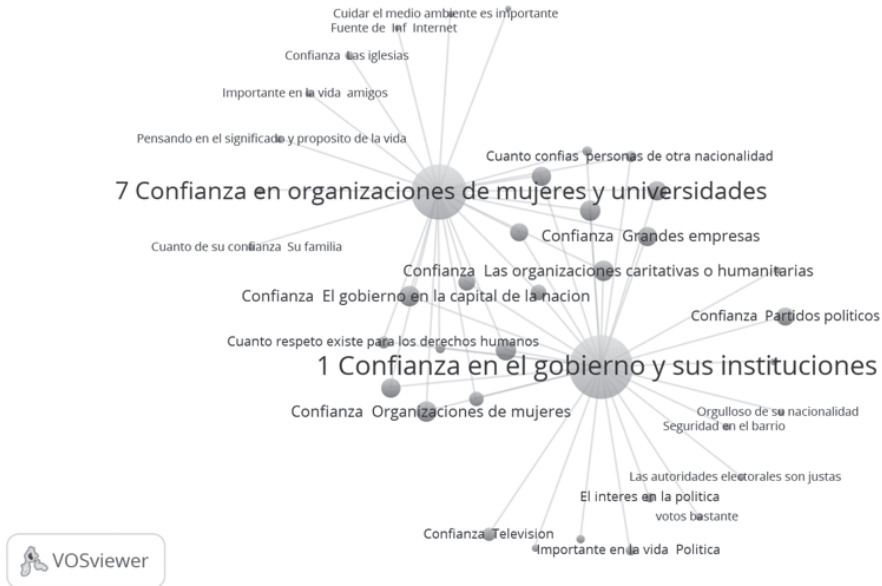 Cuidar el medio ambiente es importante
Fuente de Inf Internet
Confianza Las iglesias
Importante en la vida amigos
Pensando en el significado y proposito de la vida
Cuanto confias personas de otra nacionalidad
7 Confianza en organizaciones de mujeres y universidades
Confianza Grandes empresas
Cuanto de su confianza Su familia
Confianza Las organizaciones caritativas o humanitarias
Confianza El gobierno en la capital de la nacion
Confianza Partidos politicos
Cuanto respeto existe para los derechos humanos
1 Confianza en el gobierno y sus instituciones
Confianza Organizaciones de mujeres
Orgulloso de su nacionalidad
Seguridad en el barrio
Las autoridades electorales son justas
El interes en la politica
votos bastante
Confianza Television
Importante en la vida Politica
VOSviewer